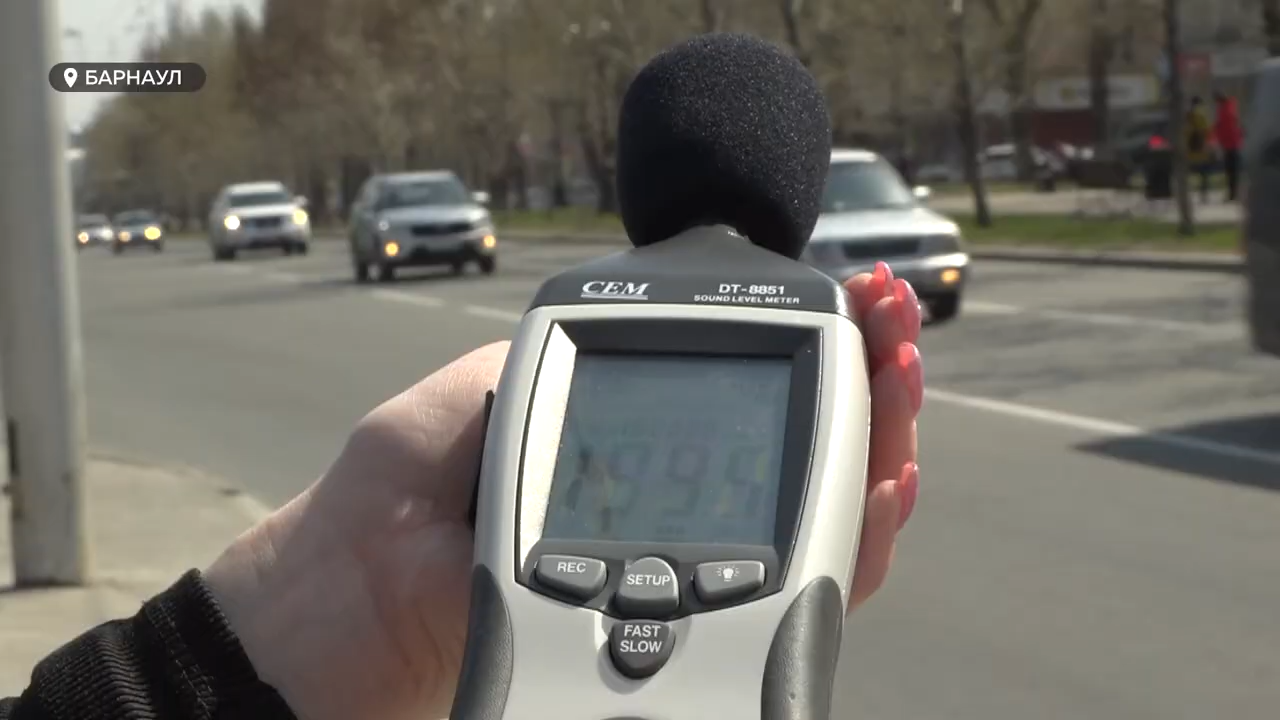 БАРНАУЛ
CEM
DT-8851
SOUND LEVEL METER
REC
SETUP
FAST
SLOW